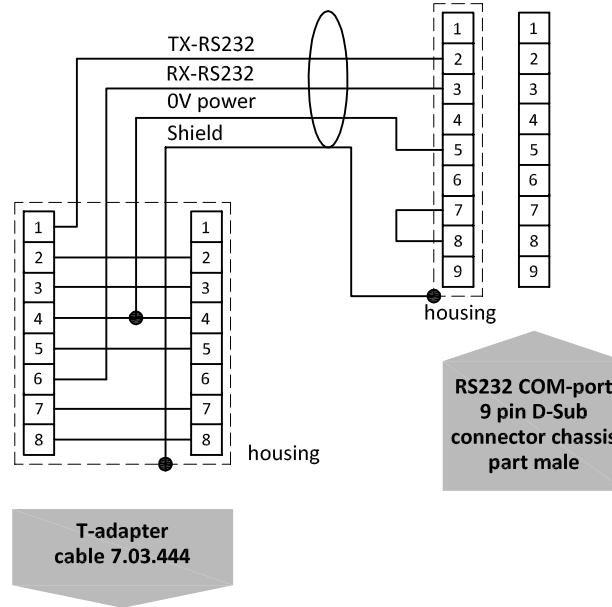 TX-RS232
RX-RS232
0V power
Shield
1
2
3
4
5
6
7
8
9
1
2
3
4
5
6
7
8
9
housing
1
2
3
4
5
6
7
8
1
2
3
4
5
6
7
8
housing
RS232 COM-port
9 pin D-Sub
connector chassis
part male
T-adapter
cable 7.03.444